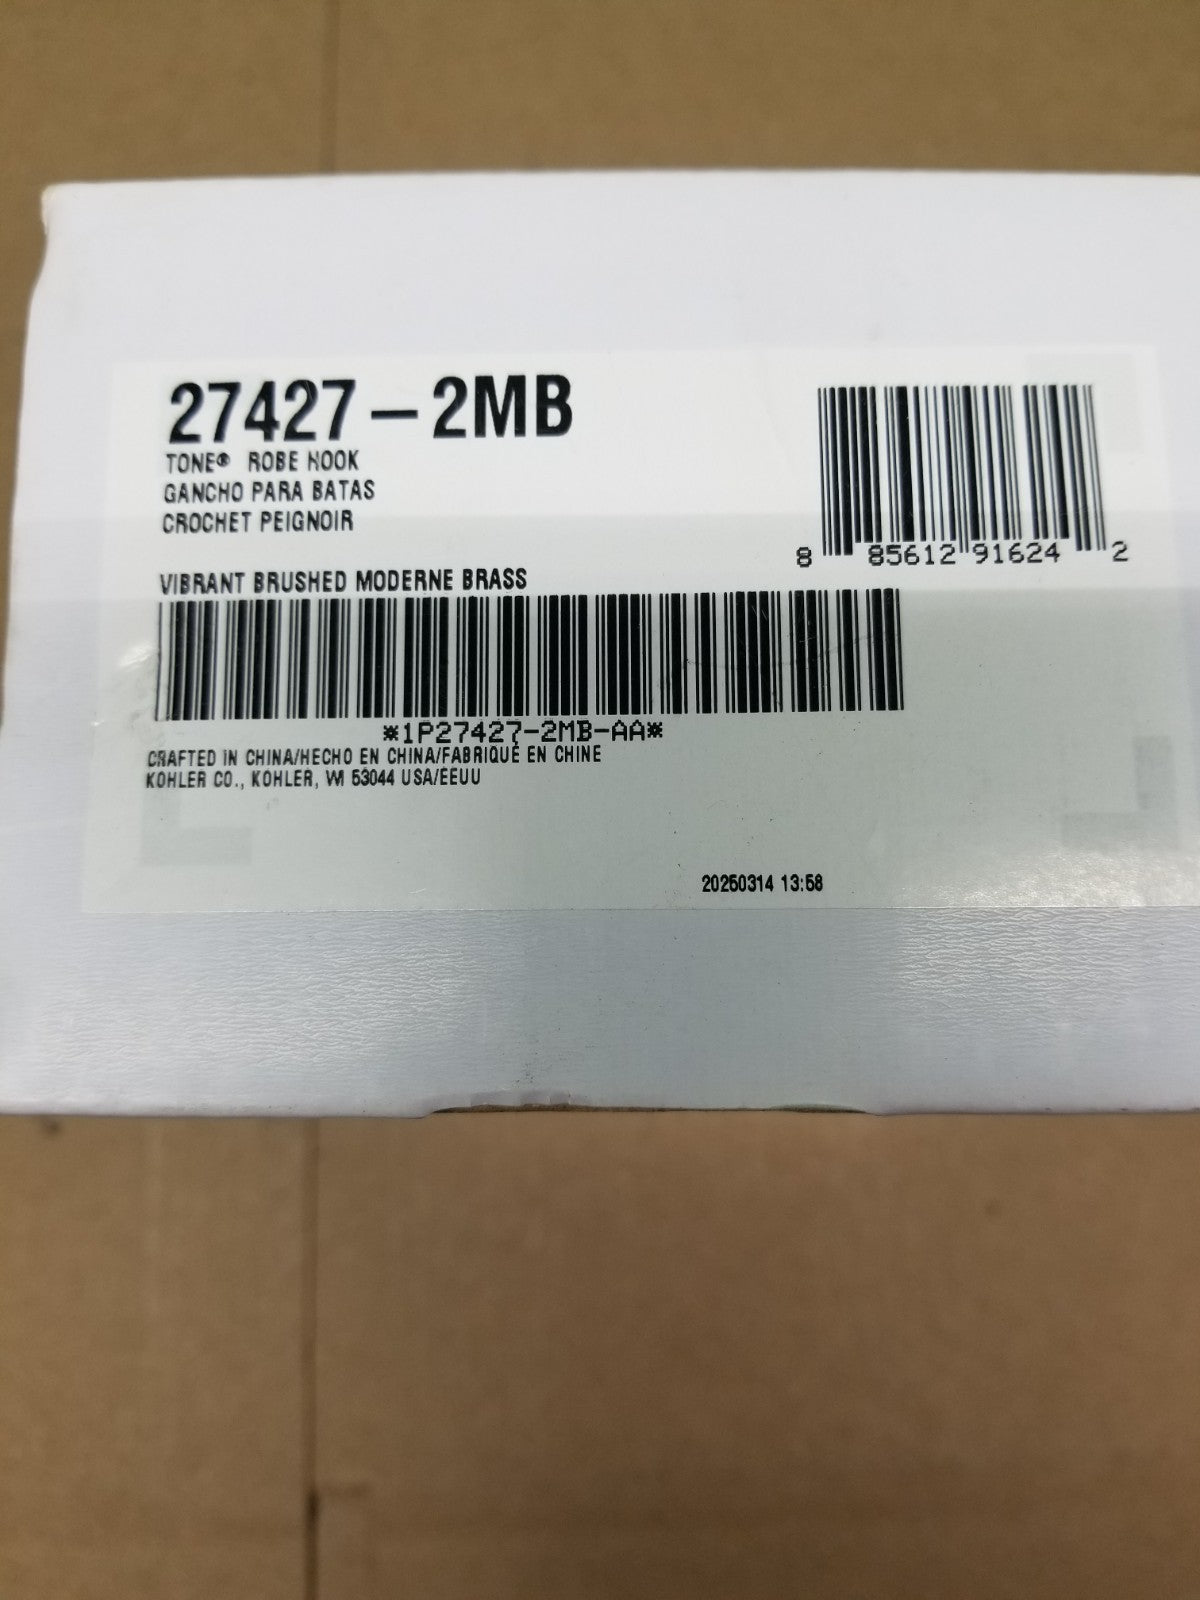 27427-2MB
TONE® ROBE HOOK
GANCHO PARA BATAS
CROCHET PEIGNOIR
8 85612 91624 2
VIBRANT BRUSHED MODERNE BRASS
*1P27427-2MB-AA*
CRAFTED IN CHINA/HECHO EN CHINA/FABRIQUÉ EN CHINE
KOHLER CO., KOHLER, WI 53044 USA/EEUU
20250314 13:58